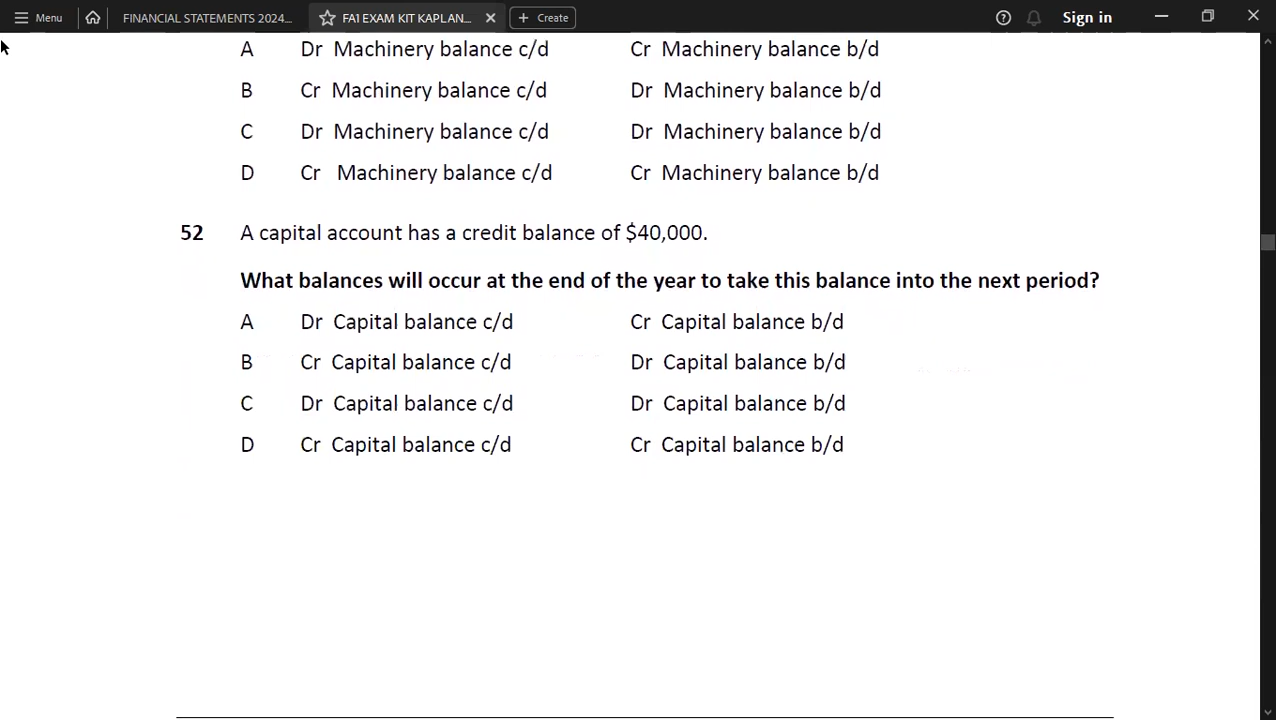 Menu FINANCIAL STATEMENTS 2024... FA1 EXAM KIT KAPLAN... Create Sign in
A Dr Machinery balance c/d Cr Machinery balance b/d
B Cr Machinery balance c/d Dr Machinery balance b/d
C Dr Machinery balance c/d Dr Machinery balance b/d
D Cr Machinery balance c/d Cr Machinery balance b/d
52 A capital account has a credit balance of $40,000.
What balances will occur at the end of the year to take this balance into the next period?
A Dr Capital balance c/d Cr Capital balance b/d
B Cr Capital balance c/d Dr Capital balance b/d
C Dr Capital balance c/d Dr Capital balance b/d
D Cr Capital balance c/d Cr Capital balance b/d